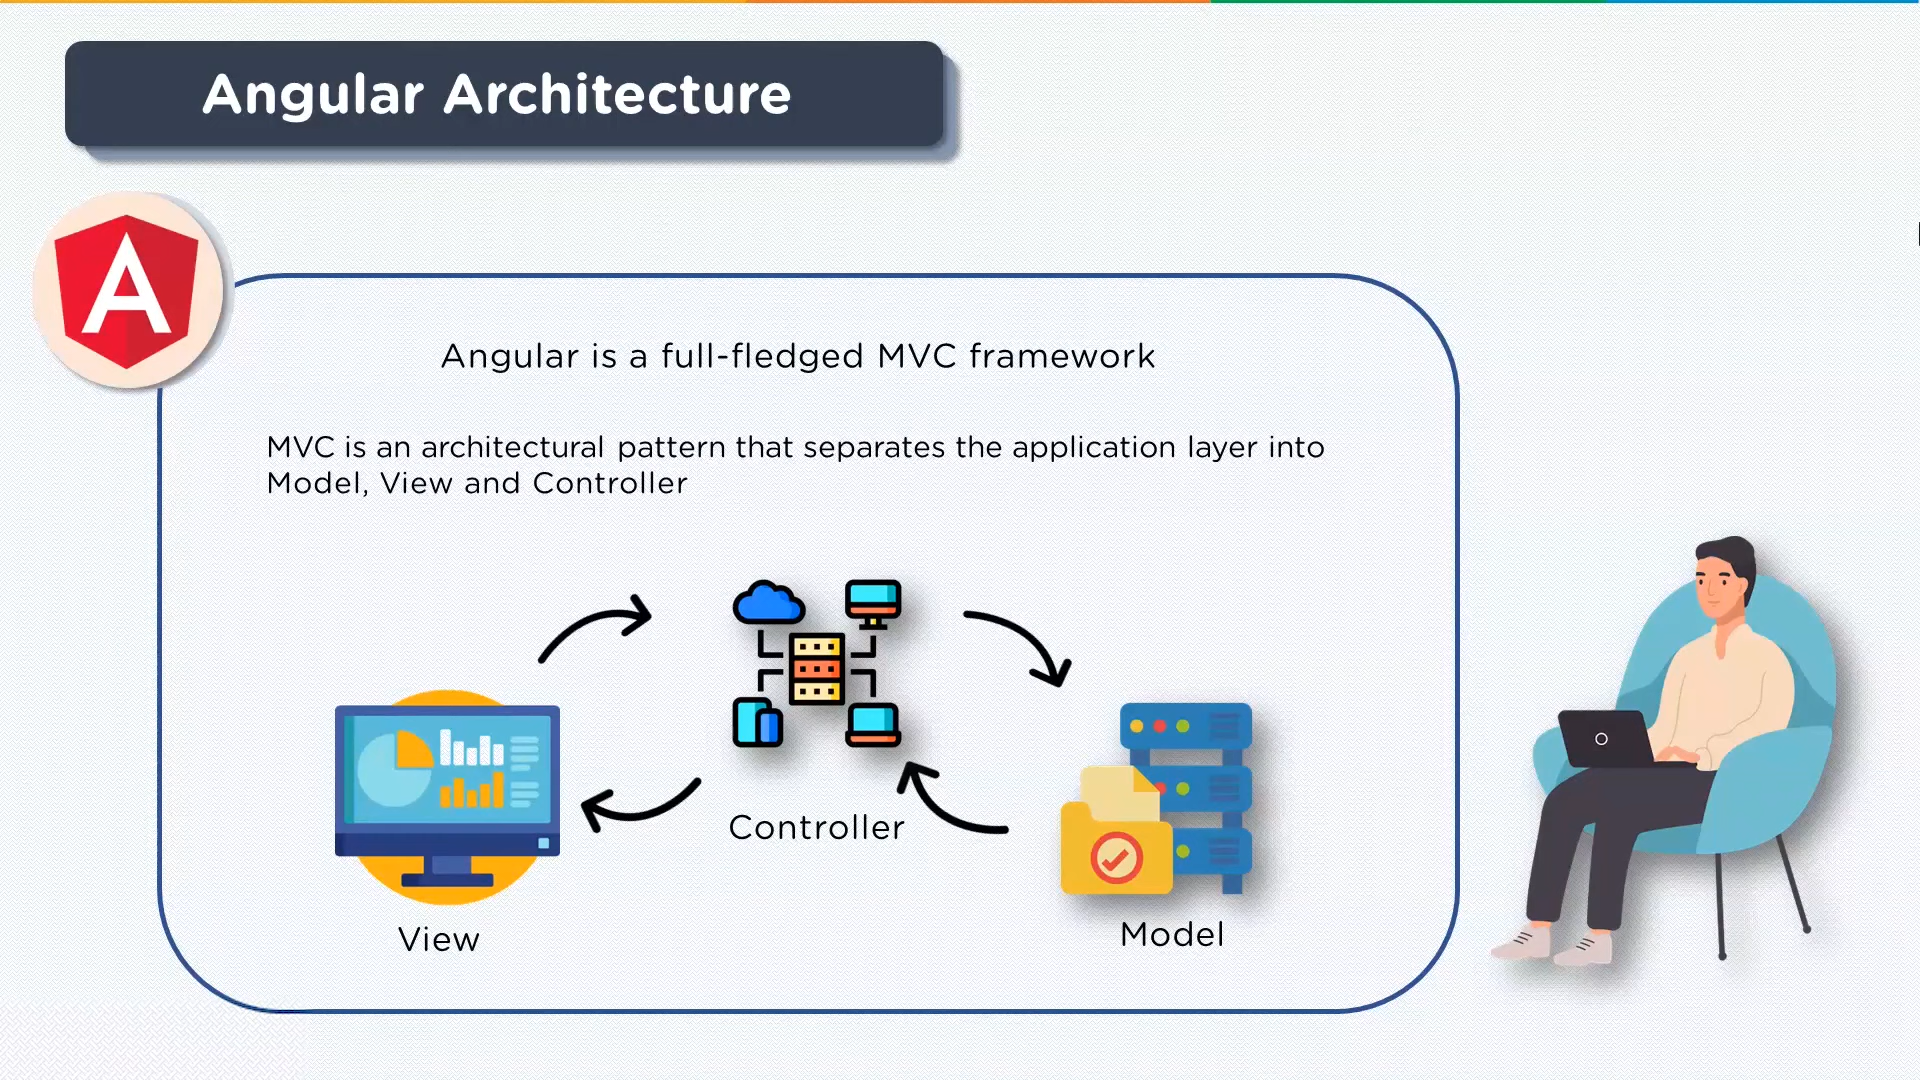 Angular Architecture
A
Angular is a full-fledged MVC framework
MVC is an architectural pattern that separates the application layer into
Model, View and Controller
Controller
View
Model